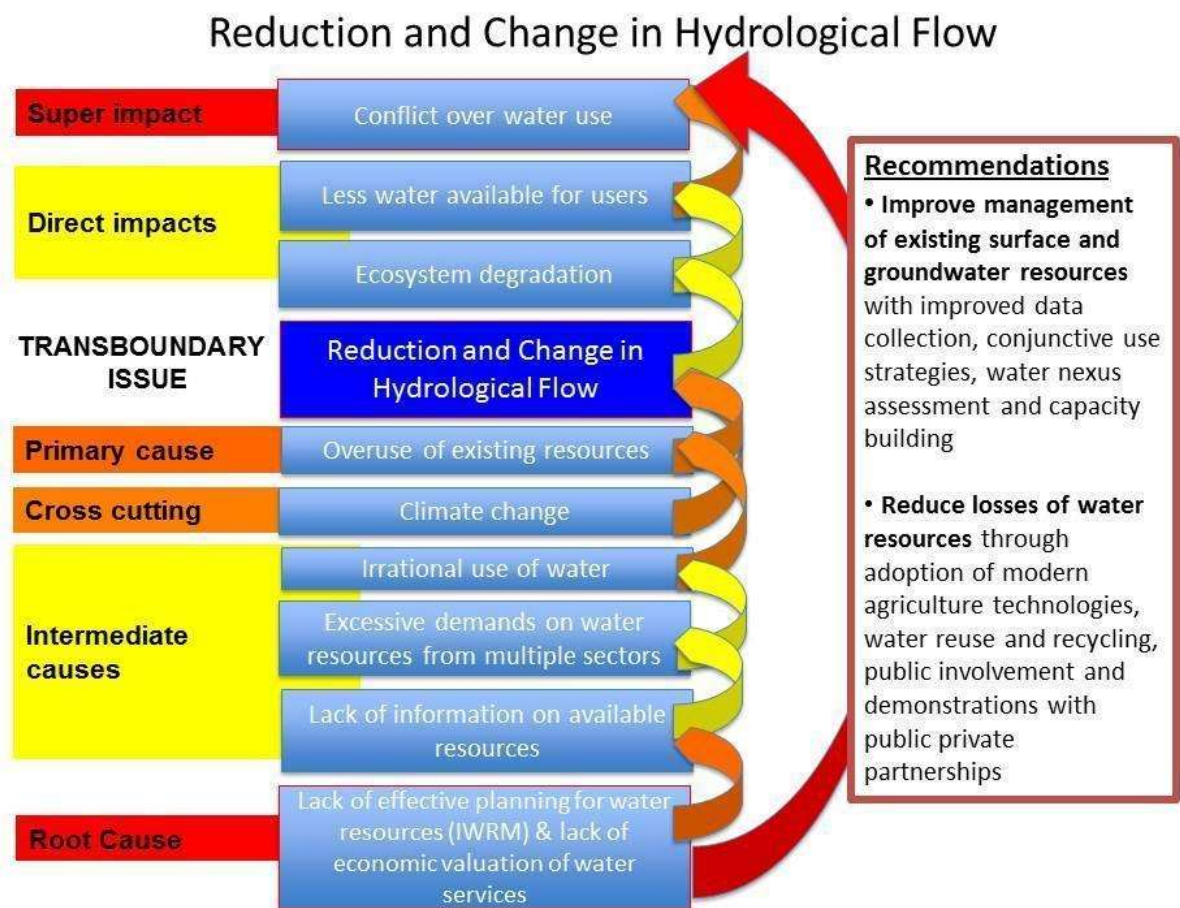 Reduction and Change in Hydrological Flow
Super impact
Conflict over water use
Direct impacts
Less water available for users
Ecosystem degradation
TRANSBOUNDARY
ISSUE
Reduction and Change in
Hydrological Flow
Primary cause
Overuse of existing resources
Cross cutting
Climate change
Intermediate
causes
Irrational use of water
Excessive demands on water
resources from multiple sectors
Lack of information on available
resources
Root Cause
Lack of effective planning for water
resources (IWRM) & lack of
economic valuation of water
services
Recommendations
• Improve management
of existing surface and
groundwater resources
with improved data
collection, conjunctive use
strategies, water nexus
assessment and capacity
building
• Reduce losses of water
resources through
adoption of modern
agriculture technologies,
water reuse and recycling,
public involvement and
demonstrations with
public private
partnerships